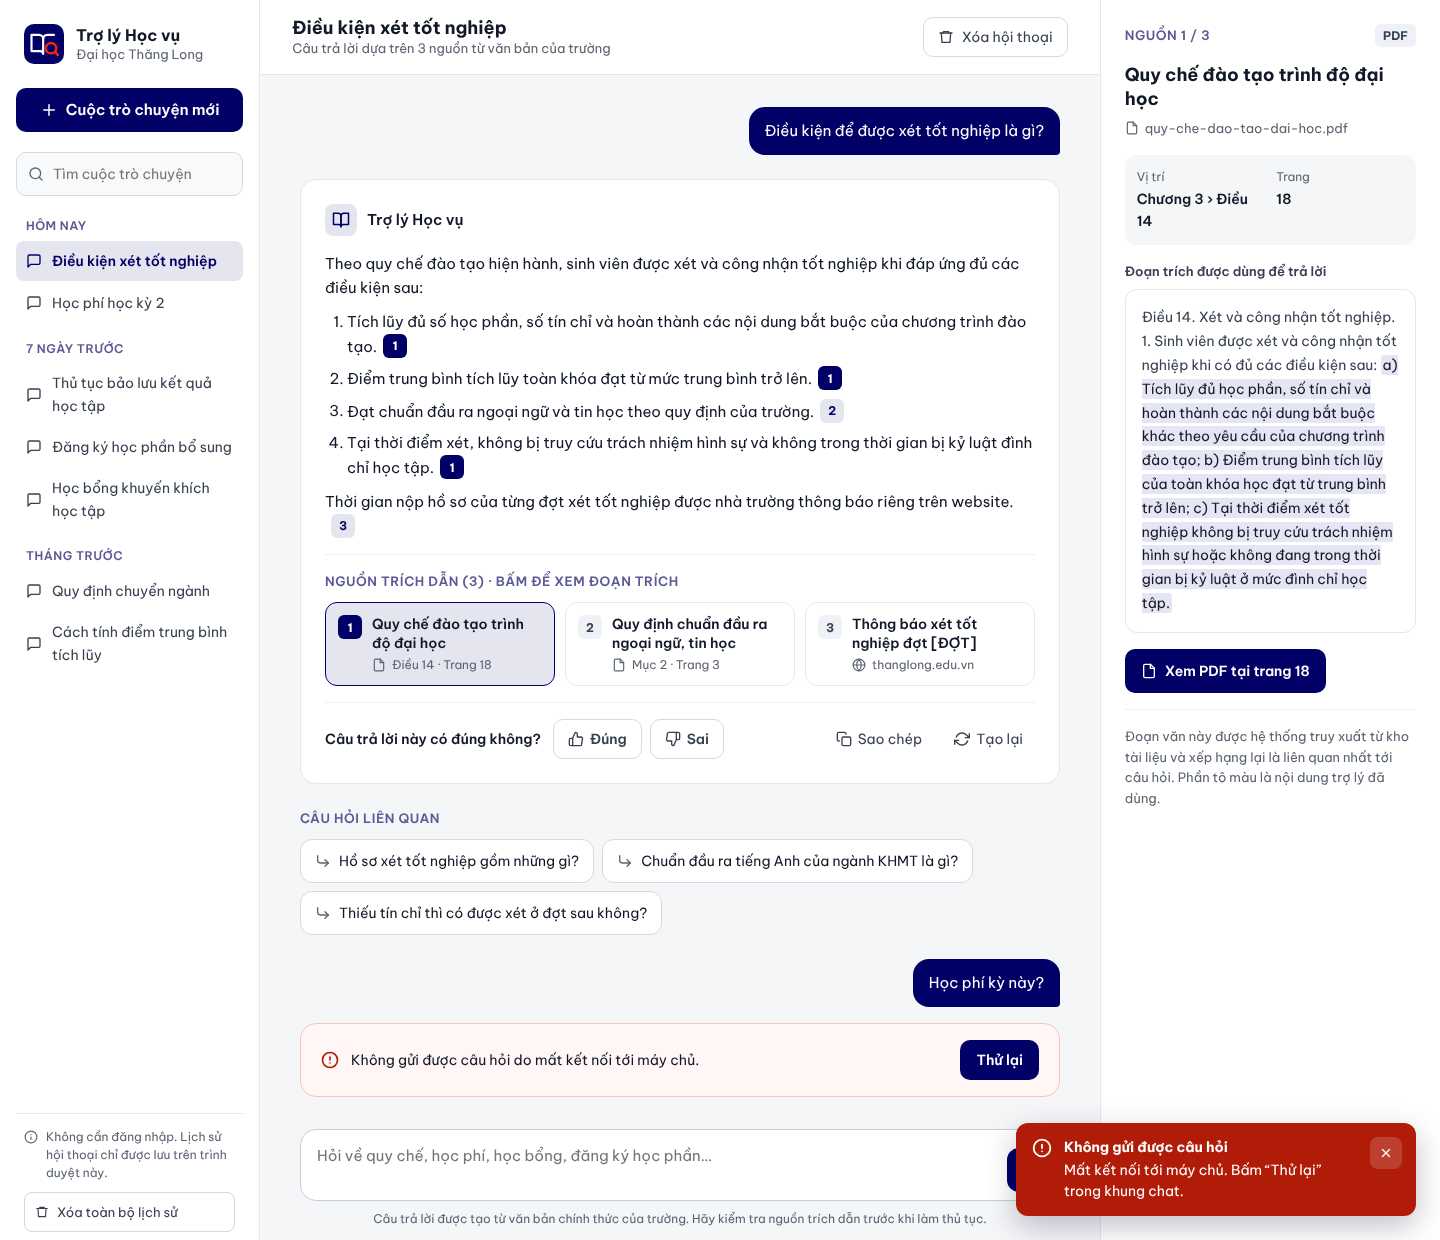 Trợ lý Học vụ
Đại học Thăng Long
Cuộc trò chuyện mới
Tìm cuộc trò chuyện
HÔM NAY
Điều kiện xét tốt nghiệp
Học phí học kỳ 2
7 NGÀY TRƯỚC
Thủ tục bảo lưu kết quả
học tập
Đăng ký học phần bổ sung
Học bổng khuyến khích
học tập
THÁNG TRƯỚC
Quy định chuyển ngành
Cách tính điểm trung bình
tích lũy
Không cần đăng nhập. Lịch sử
hội thoại chỉ được lưu trên trình
duyệt này.
Xóa toàn bộ lịch sử
Điều kiện xét tốt nghiệp
Câu trả lời dựa trên 3 nguồn từ văn bản của trường
Xóa hội thoại
Điều kiện để được xét tốt nghiệp là gì?
Trợ lý Học vụ
Theo quy chế đào tạo hiện hành, sinh viên được xét và công nhận tốt nghiệp khi đáp ứng đủ các
điều kiện sau:
1. Tích lũy đủ số học phần, số tín chỉ và hoàn thành các nội dung bắt buộc của chương trình đào
tạo. 1
2. Điểm trung bình tích lũy toàn khóa đạt từ mức trung bình trở lên. 1
3. Đạt chuẩn đầu ra ngoại ngữ và tin học theo quy định của trường. 2
4. Tại thời điểm xét, không bị truy cứu trách nhiệm hình sự và không trong thời gian bị kỷ luật đình
chỉ học tập. 1
Thời gian nộp hồ sơ của từng đợt xét tốt nghiệp được nhà trường thông báo riêng trên website.
3
NGUỒN TRÍCH DẪN (3) · BẤM ĐỂ XEM ĐOẠN TRÍCH
1 Quy chế đào tạo trình
độ đại học
Điều 14 · Trang 18
2 Quy định chuẩn đầu ra
ngoại ngữ, tin học
Mục 2 · Trang 3
3 Thông báo xét tốt
nghiệp đợt [ĐỢT]
thanglong.edu.vn
Câu trả lời này có đúng không? Đúng Sai Sao chép Tạo lại
CÂU HỎI LIÊN QUAN
Hồ sơ xét tốt nghiệp gồm những gì?
Chuẩn đầu ra tiếng Anh của ngành KHMT là gì?
Thiếu tín chỉ thì có được xét ở đợt sau không?
Học phí kỳ này?
Không gửi được câu hỏi do mất kết nối tới máy chủ. Thử lại
Hỏi về quy chế, học phí, học bổng, đăng ký học phần...
Câu trả lời được tạo từ văn bản chính thức của trường. Hãy kiểm tra nguồn trích dẫn trước khi làm thủ tục.
NGUỒN 1 / 3 PDF
Quy chế đào tạo trình độ đại
học
quy-che-dao-tao-dai-hoc.pdf
Vị trí Trang
Chương 3 › Điều 18
14
Đoạn trích được dùng để trả lời
Điều 14. Xét và công nhận tốt nghiệp.
1. Sinh viên được xét và công nhận tốt
nghiệp khi có đủ các điều kiện sau: a)
Tích lũy đủ học phần, số tín chỉ và
hoàn thành các nội dung bắt buộc
khác theo yêu cầu của chương trình
đào tạo; b) Điểm trung bình tích lũy
của toàn khóa học đạt từ trung bình
trở lên; c) Tại thời điểm xét tốt
nghiệp không bị truy cứu trách nhiệm
hình sự hoặc không đang trong thời
gian bị kỷ luật ở mức đình chỉ học
tập.
Xem PDF tại trang 18
Đoạn văn này được hệ thống truy xuất từ kho
tài liệu và xếp hạng lại là liên quan nhất tới
câu hỏi. Phần tô màu là nội dung trợ lý đã
dùng.
Không gửi được câu hỏi
Mất kết nối tới máy chủ. Bấm “Thử lại”
trong khung chat.